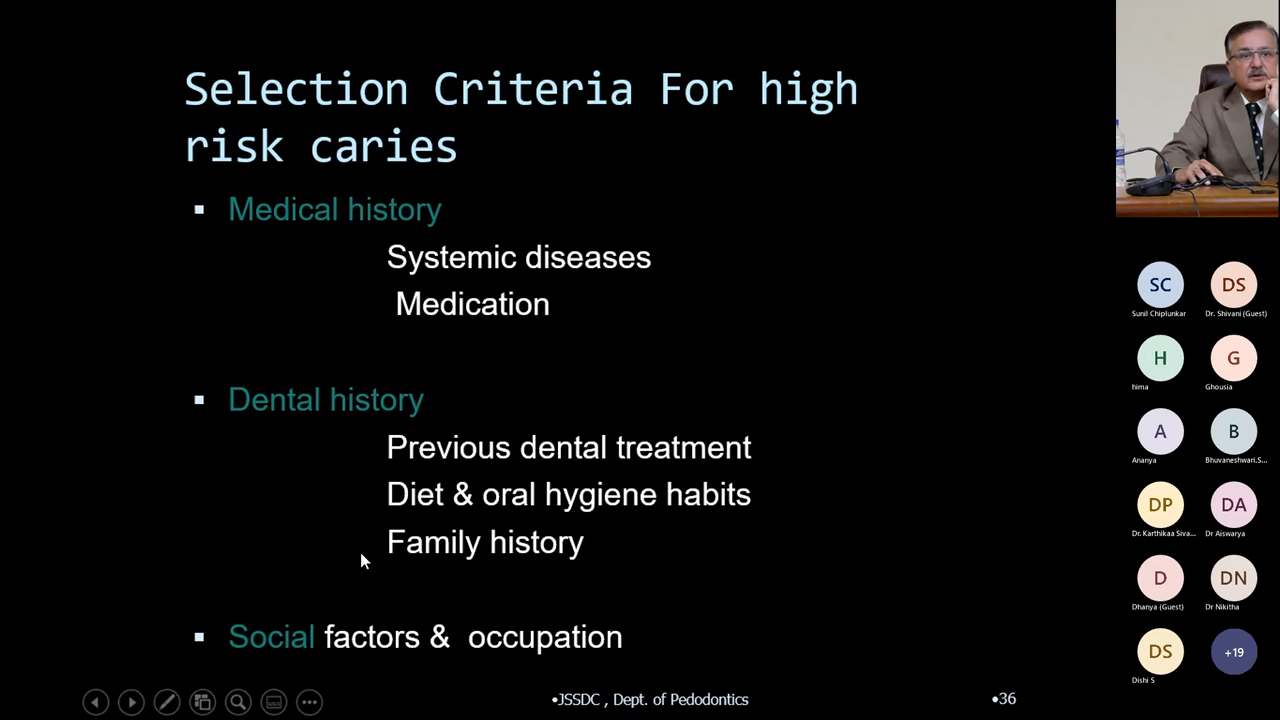 Selection Criteria For high
risk caries
▪ Medical history
Systemic diseases
Medication
▪ Dental history
Previous dental treatment
Diet & oral hygiene habits
Family history
▪ Social factors & occupation
•JSSDC , Dept. of Pedodontics
•36
SC DS
Sunil Chiplunkar Dr. Shivani (Guest)
H G
hima Ghousia
A B
Ananya Bhuvaneshwari.S...
DP DA
Dr. Karthikaa Siva... Dr Aiswarya
D DN
Dhanya (Guest) Dr Nikitha
DS +19
Dishi S